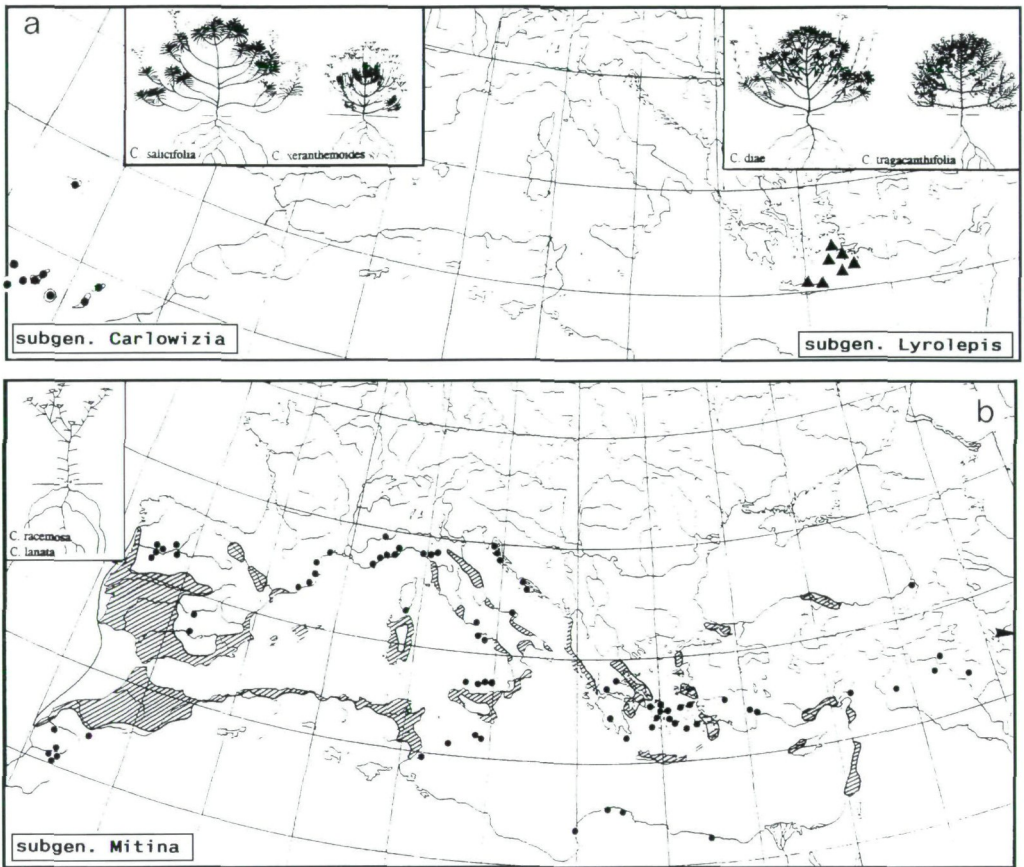 a
C. salicifolia C. xeranthemoides
C. diae C. tragacanthifolia
subgen. Carlowizia
subgen. Lyrolepis
b
C. racemosa
C. lanata
subgen. Mitina